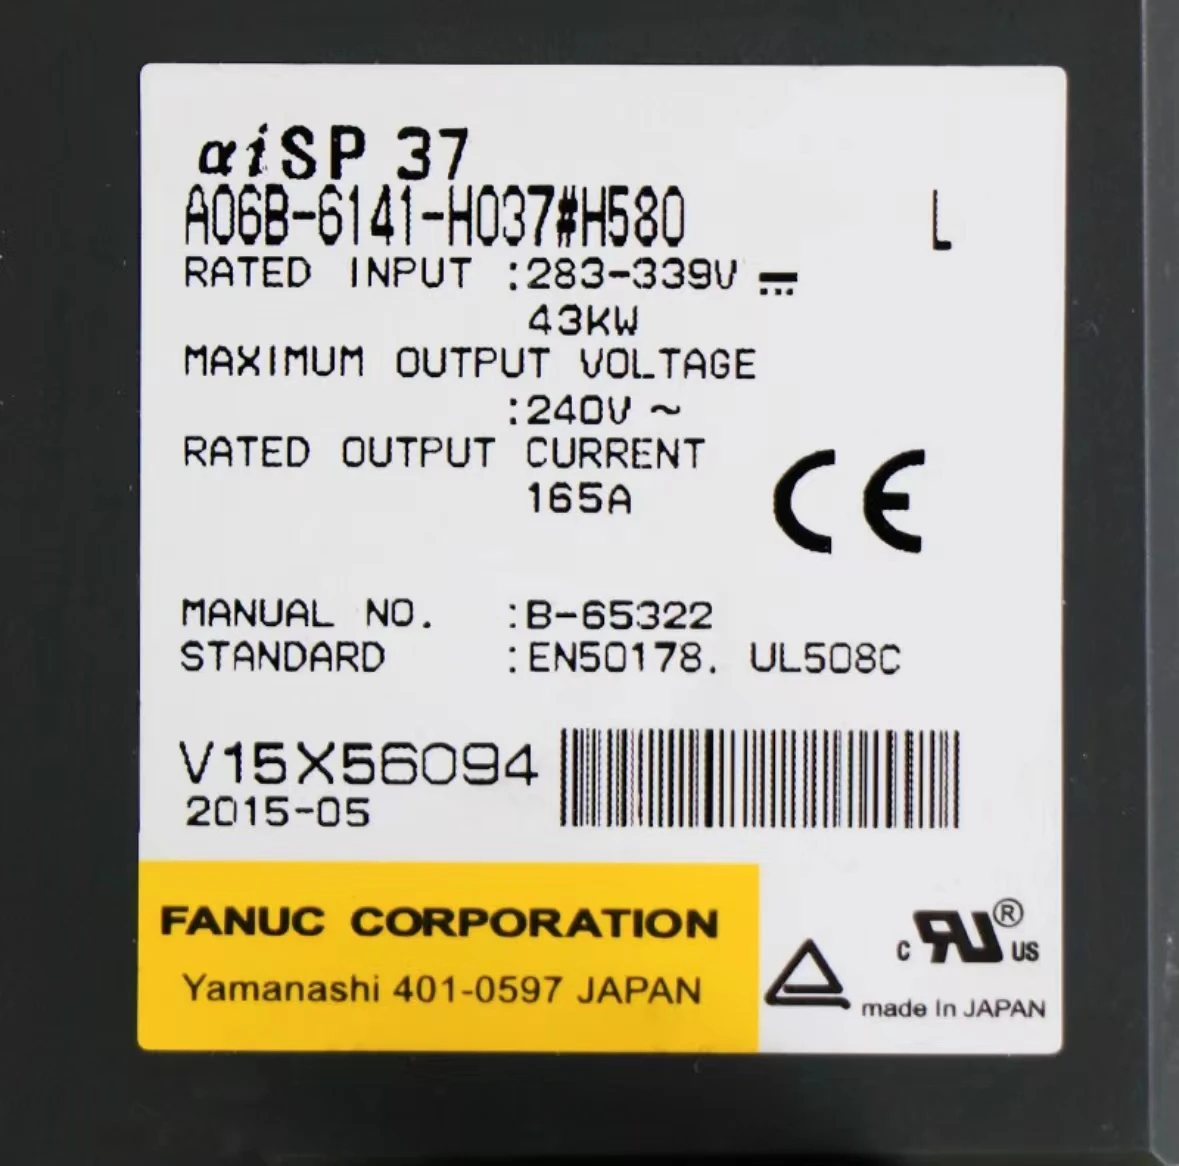 αiSP 37
A06B-6141-H037#H580 L
RATED INPUT :283-339V ⎓
43KW
MAXIMUM OUTPUT VOLTAGE
:240V ~
RATED OUTPUT CURRENT
165A
CE
MANUAL NO. :B-65322
STANDARD :EN50178. UL508C
V15X56094
2015-05
FANUC CORPORATION
Yamanashi 401-0597 JAPAN
c RU® US
made In JAPAN